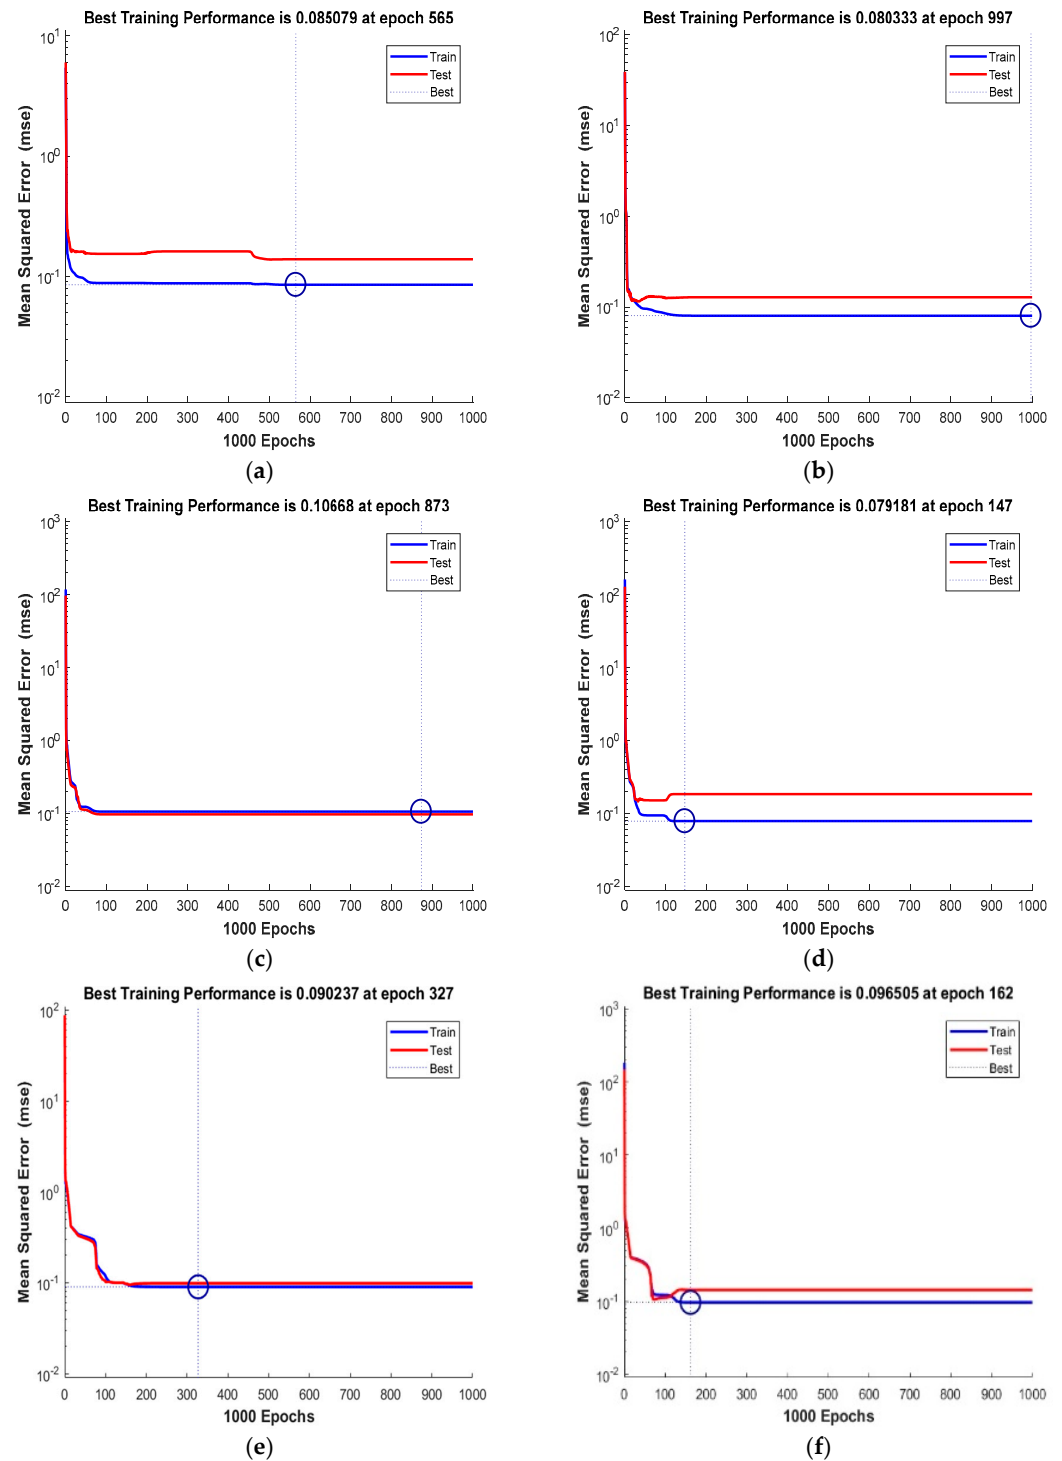 Best Training Performance is 0.085079 at epoch 565
Mean Squared Error (mse)
10^1
10^0
10^-1
10^-2
Train
Test
Best
0 100 200 300 400 500 600 700 800 900 1000
1000 Epochs
(a)
Best Training Performance is 0.080333 at epoch 997
Mean Squared Error (mse)
10^2
10^1
10^0
10^-1
10^-2
Train
Test
Best
0 100 200 300 400 500 600 700 800 900 1000
1000 Epochs
(b)
Best Training Performance is 0.10668 at epoch 873
Mean Squared Error (mse)
10^3
10^2
10^1
10^0
10^-1
10^-2
Train
Test
Best
0 100 200 300 400 500 600 700 800 900 1000
1000 Epochs
(c)
Best Training Performance is 0.079181 at epoch 147
Mean Squared Error (mse)
10^3
10^2
10^1
10^0
10^-1
10^-2
Train
Test
Best
0 100 200 300 400 500 600 700 800 900 1000
1000 Epochs
(d)
Best Training Performance is 0.090237 at epoch 327
Mean Squared Error (mse)
10^2
10^1
10^0
10^-1
10^-2
Train
Test
Best
0 100 200 300 400 500 600 700 800 900 1000
1000 Epochs
(e)
Best Training Performance is 0.096505 at epoch 162
Mean Squared Error (mse)
10^3
10^2
10^1
10^0
10^-1
10^-2
Train
Test
Best
0 100 200 300 400 500 600 700 800 900 1000
1000 Epochs
(f)